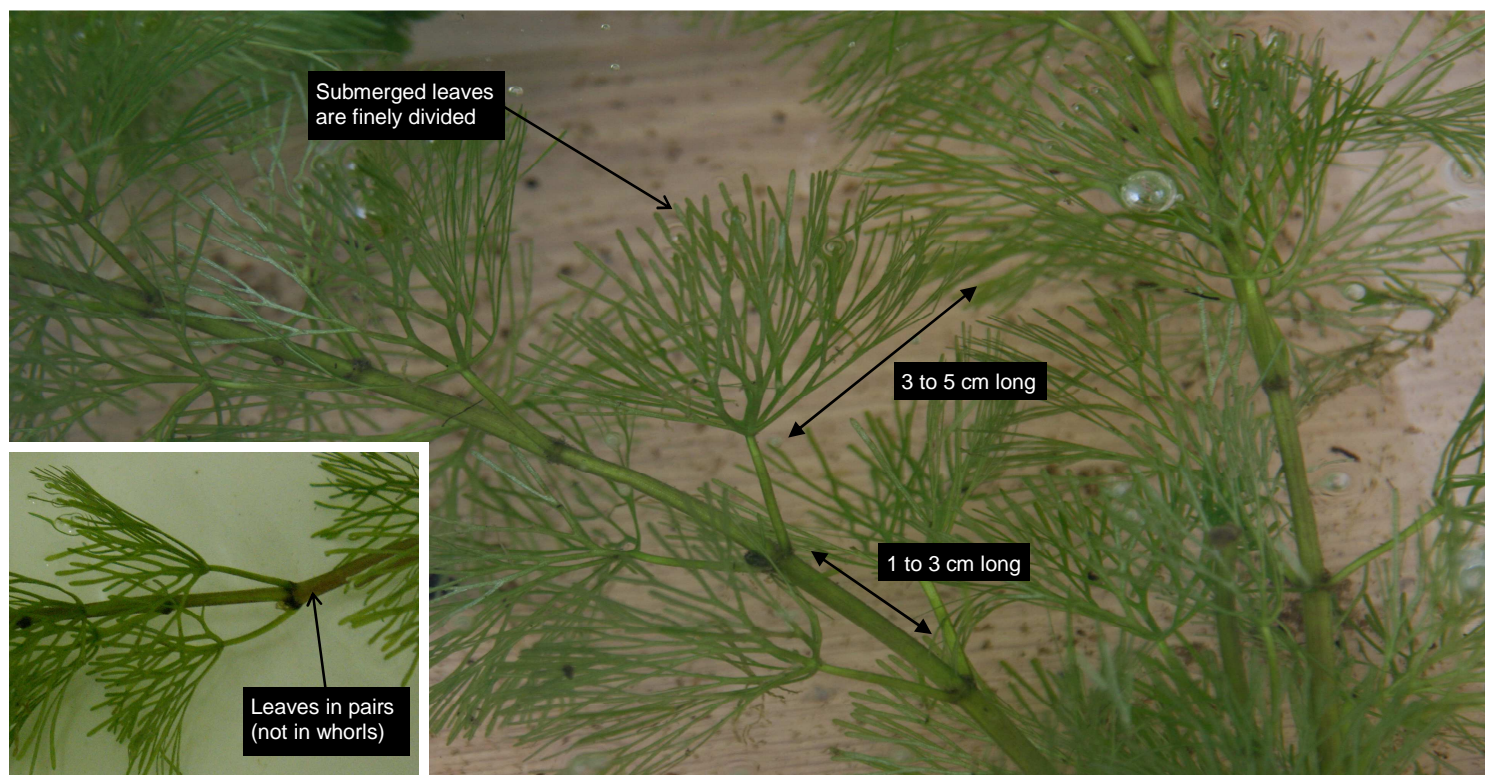 Submerged leaves
are finely divided
3 to 5 cm long
1 to 3 cm long
Leaves in pairs
(not in whorls)